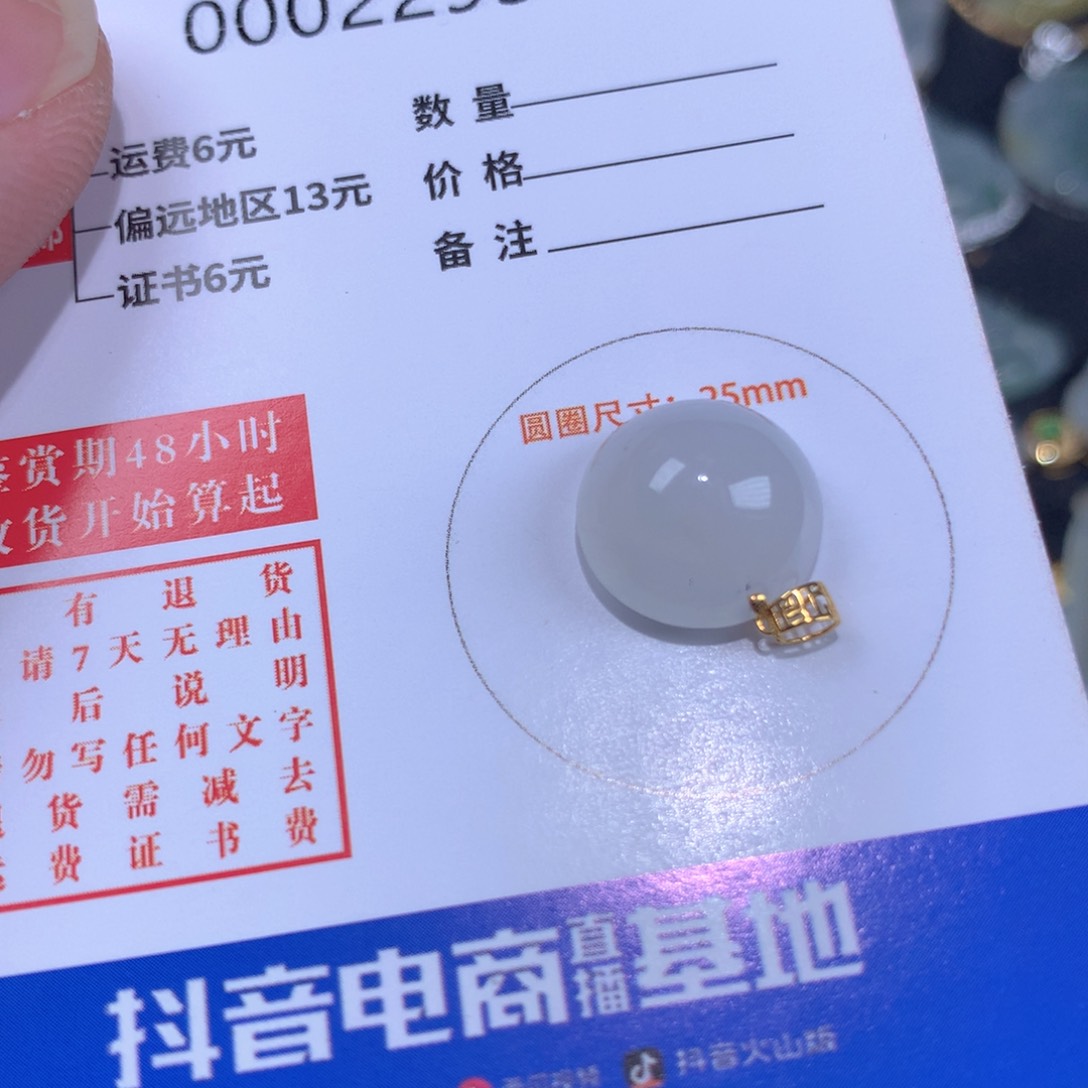 000229
运费6元
偏远地区13元
证书6元
数量
价格
备注
圆圈尺寸：25mm
鉴赏期48小时
收货开始算起
有退货
请7天无理由
后说明
勿写任何文字
货需减去
费证书费
抖音电商直播基地
抖音火山版